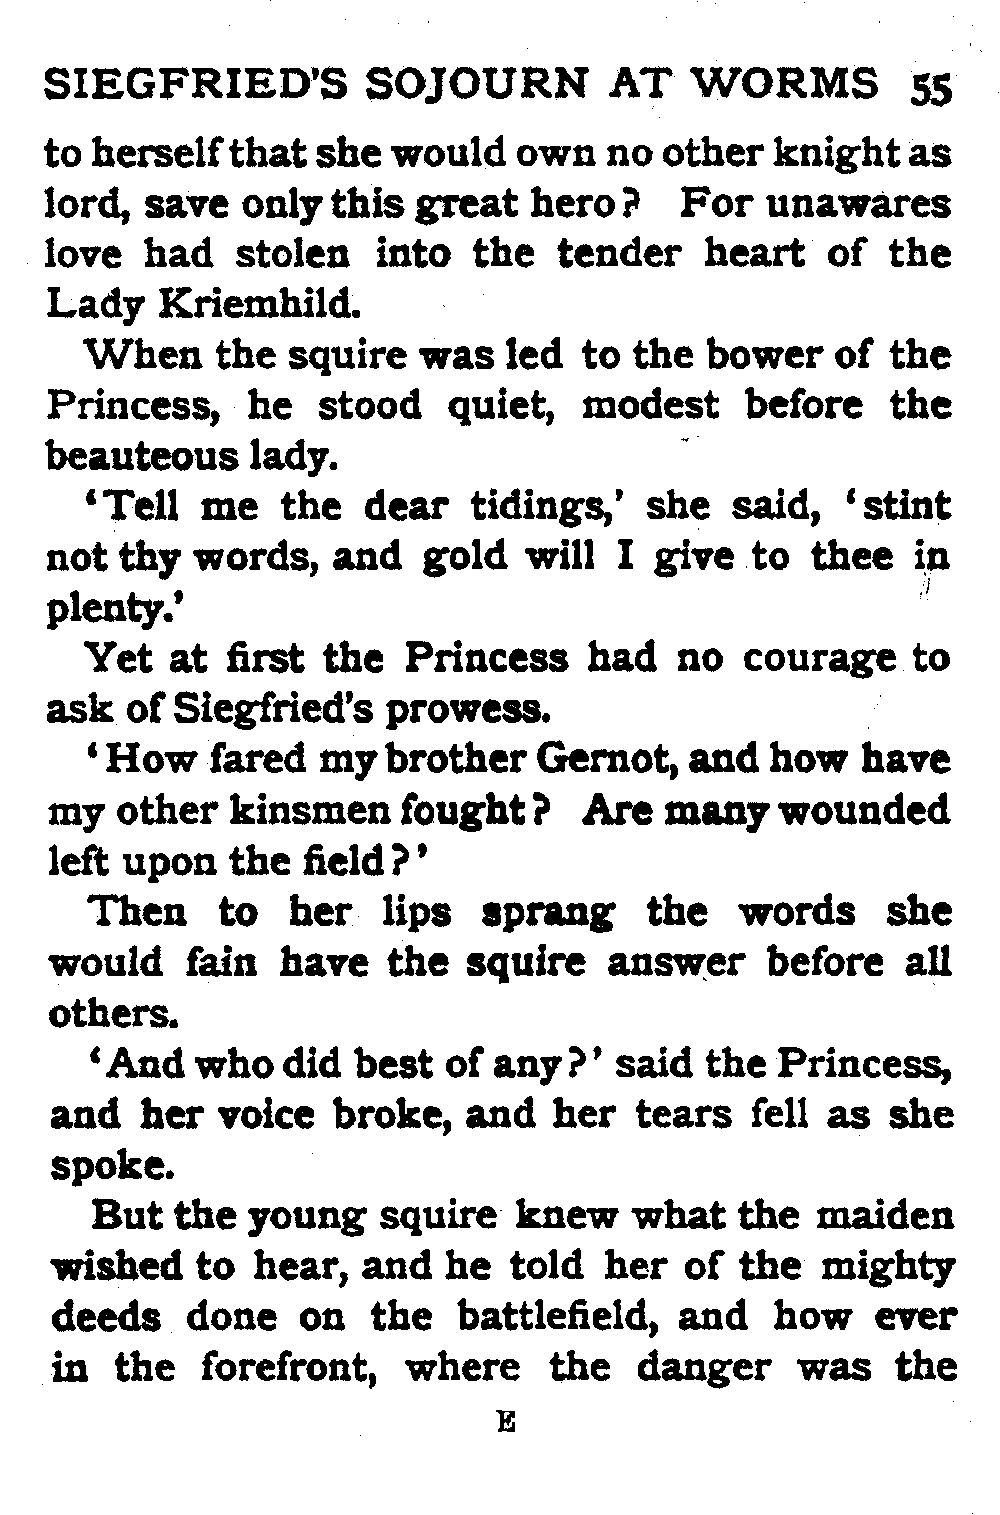 SIEGFRIED'S SOJOURN AT WORMS 55
to herself that she would own no other knight as
lord, save only this great hero? For unawares
love had stolen into the tender heart of the
Lady Kriemhild.
When the squire was led to the bower of the
Princess, he stood quiet, modest before the
beauteous lady.
‘Tell me the dear tidings,’ she said, ‘stint
not thy words, and gold will I give to thee in
plenty.’
Yet at first the Princess had no courage to
ask of Siegfried's prowess.
‘How fared my brother Gernot, and how have
my other kinsmen fought? Are many wounded
left upon the field?’
Then to her lips sprang the words she
would fain have the squire answer before all
others.
‘And who did best of any?’ said the Princess,
and her voice broke, and her tears fell as she
spoke.
But the young squire knew what the maiden
wished to hear, and he told her of the mighty
deeds done on the battlefield, and how ever
in the forefront, where the danger was the
E